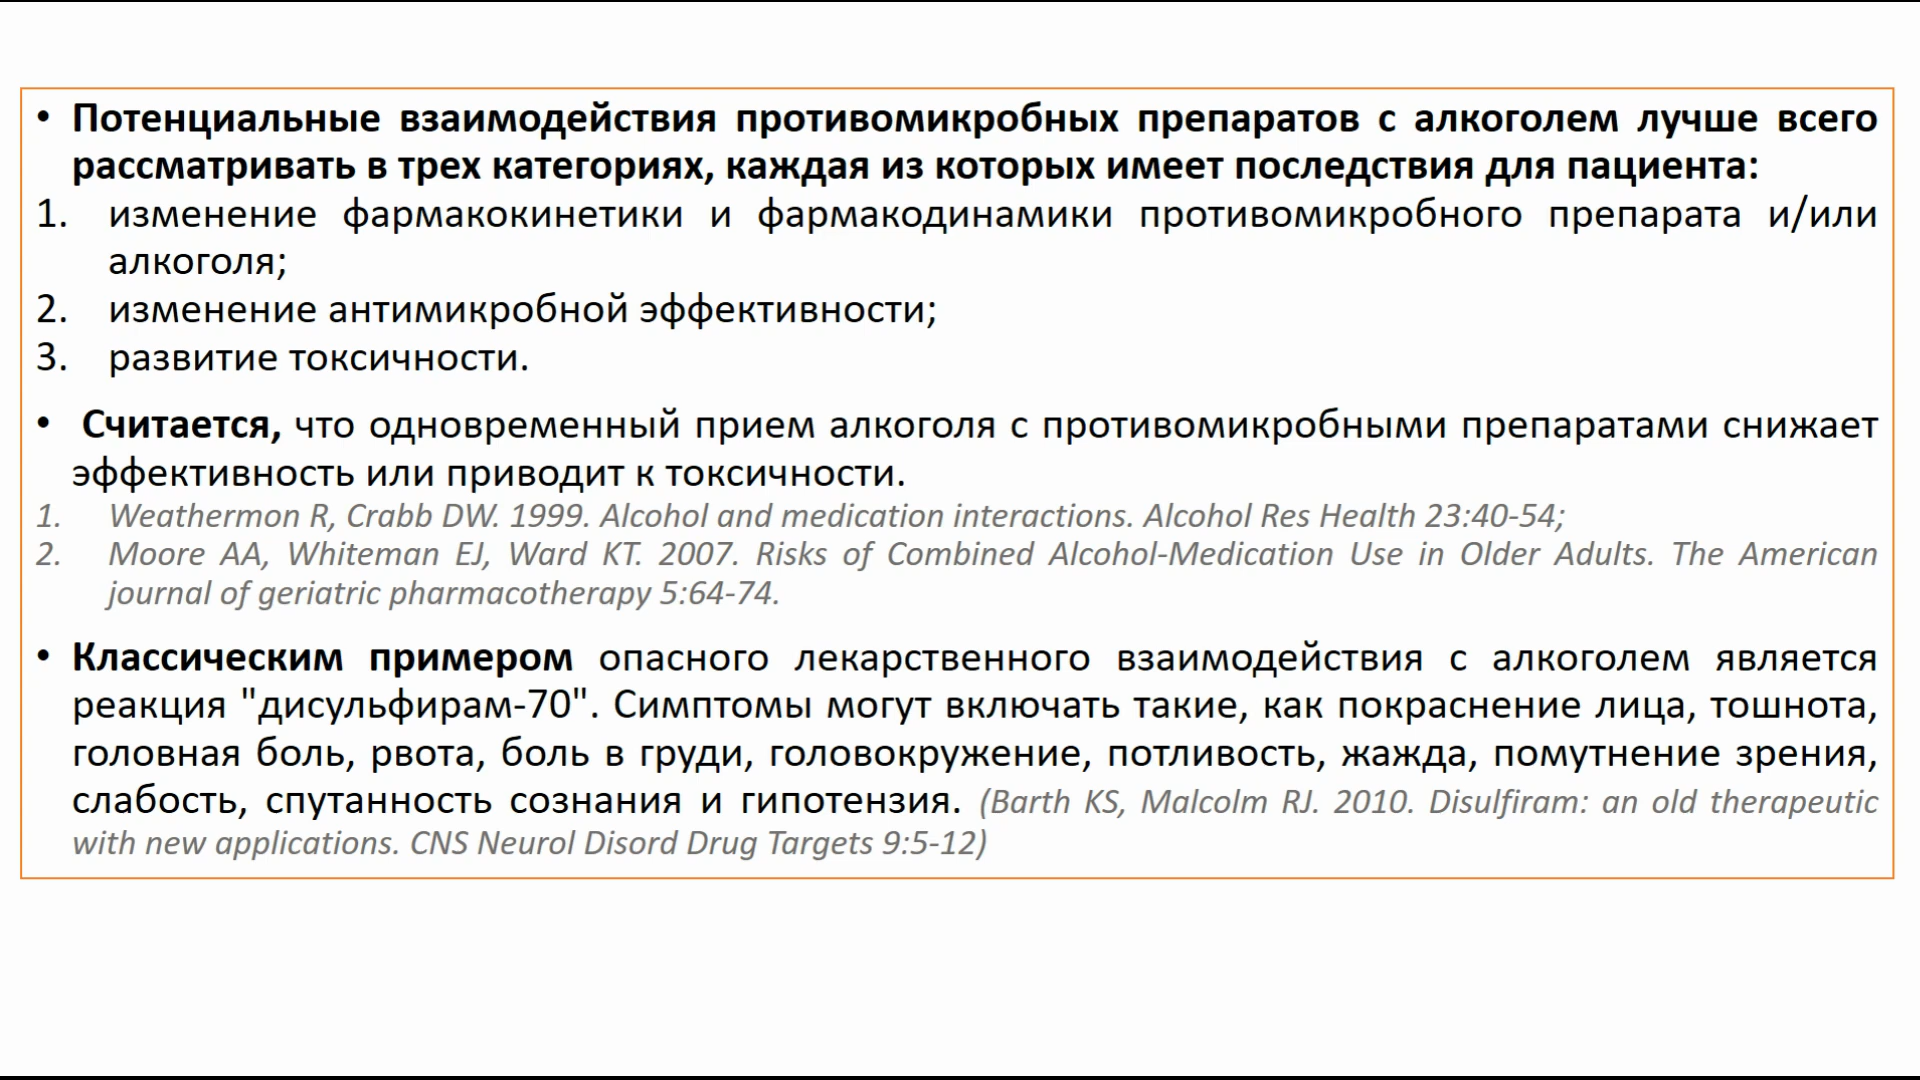 • Потенциальные взаимодействия противомикробных препаратов с алкоголем лучше всего
рассматривать в трех категориях, каждая из которых имеет последствия для пациента:
1. изменение фармакокинетики и фармакодинамики противомикробного препарата и/или
алкоголя;
2. изменение антимикробной эффективности;
3. развитие токсичности.
• Считается, что одновременный прием алкоголя с противомикробными препаратами снижает
эффективность или приводит к токсичности.
1. Weathermon R, Crabb DW. 1999. Alcohol and medication interactions. Alcohol Res Health 23:40-54;
2. Moore AA, Whiteman EJ, Ward KT. 2007. Risks of Combined Alcohol-Medication Use in Older Adults. The American
journal of geriatric pharmacotherapy 5:64-74.
• Классическим примером опасного лекарственного взаимодействия с алкоголем является
реакция "дисульфирам-70". Симптомы могут включать такие, как покраснение лица, тошнота,
головная боль, рвота, боль в груди, головокружение, потливость, жажда, помутнение зрения,
слабость, спутанность сознания и гипотензия. (Barth KS, Malcolm RJ. 2010. Disulfiram: an old therapeutic
with new applications. CNS Neurol Disord Drug Targets 9:5-12)